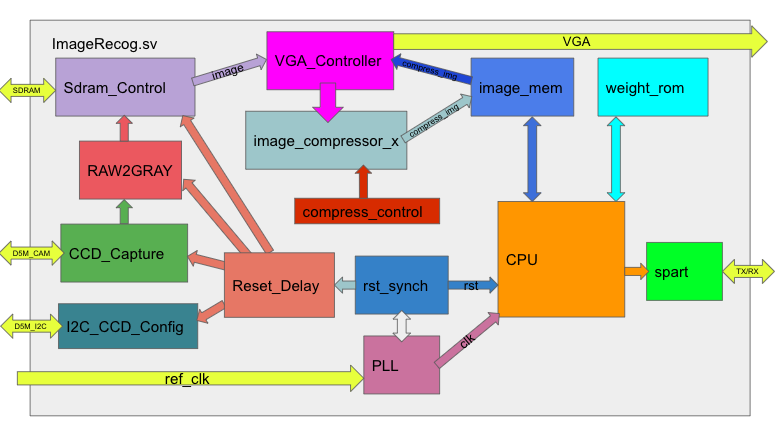 ImageRecog.sv
VGA
VGA_Controller
image
compress_img
SDRAM
Sdram_Control
image_mem
weight_rom
image_compressor_x
compress_img
RAW2GRAY
compress_control
D5M_CAM
CCD_Capture
CPU
Reset_Delay
rst_synch
rst
spart
TX/RX
D5M_I2C
I2C_CCD_Config
clk
PLL
ref_clk